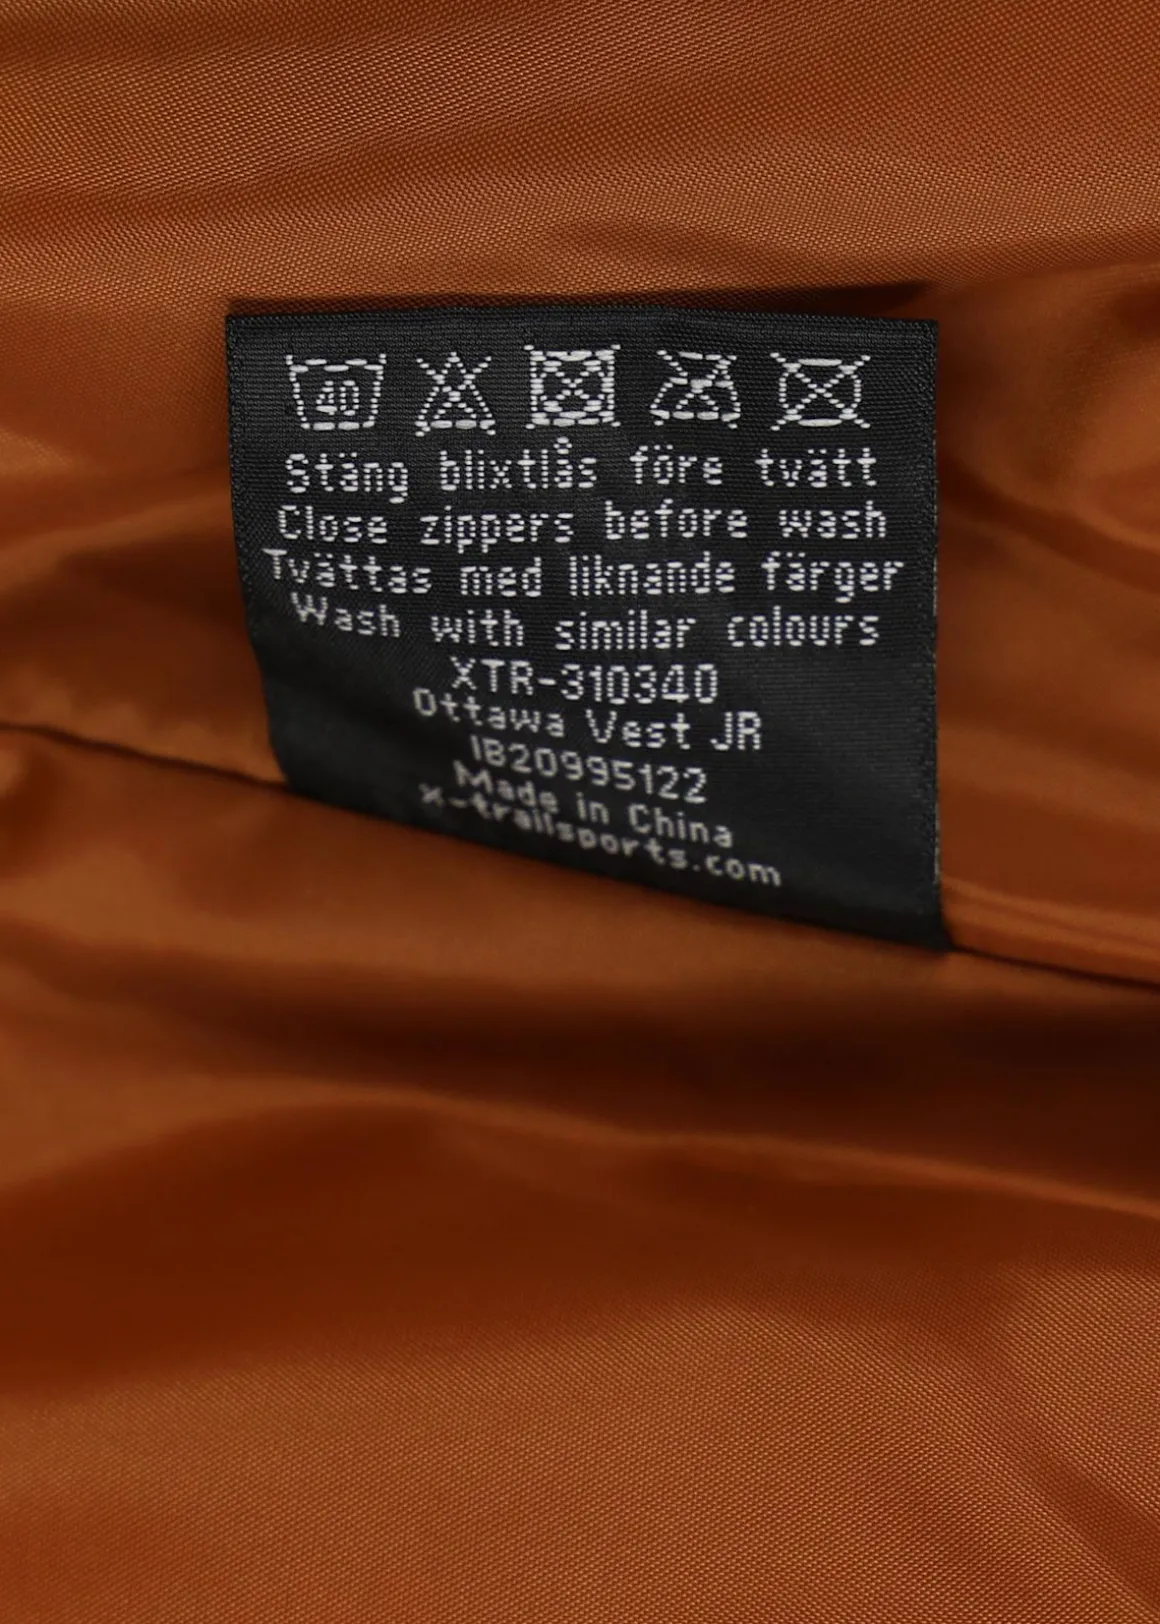 40
Stäng blixtlås före tvätt
Close zippers before wash
Tvättas med liknande färger
Wash with similar colours
XTR-310340
Ottawa Vest JR
IB20995122
Made in China
x-trailsports.com